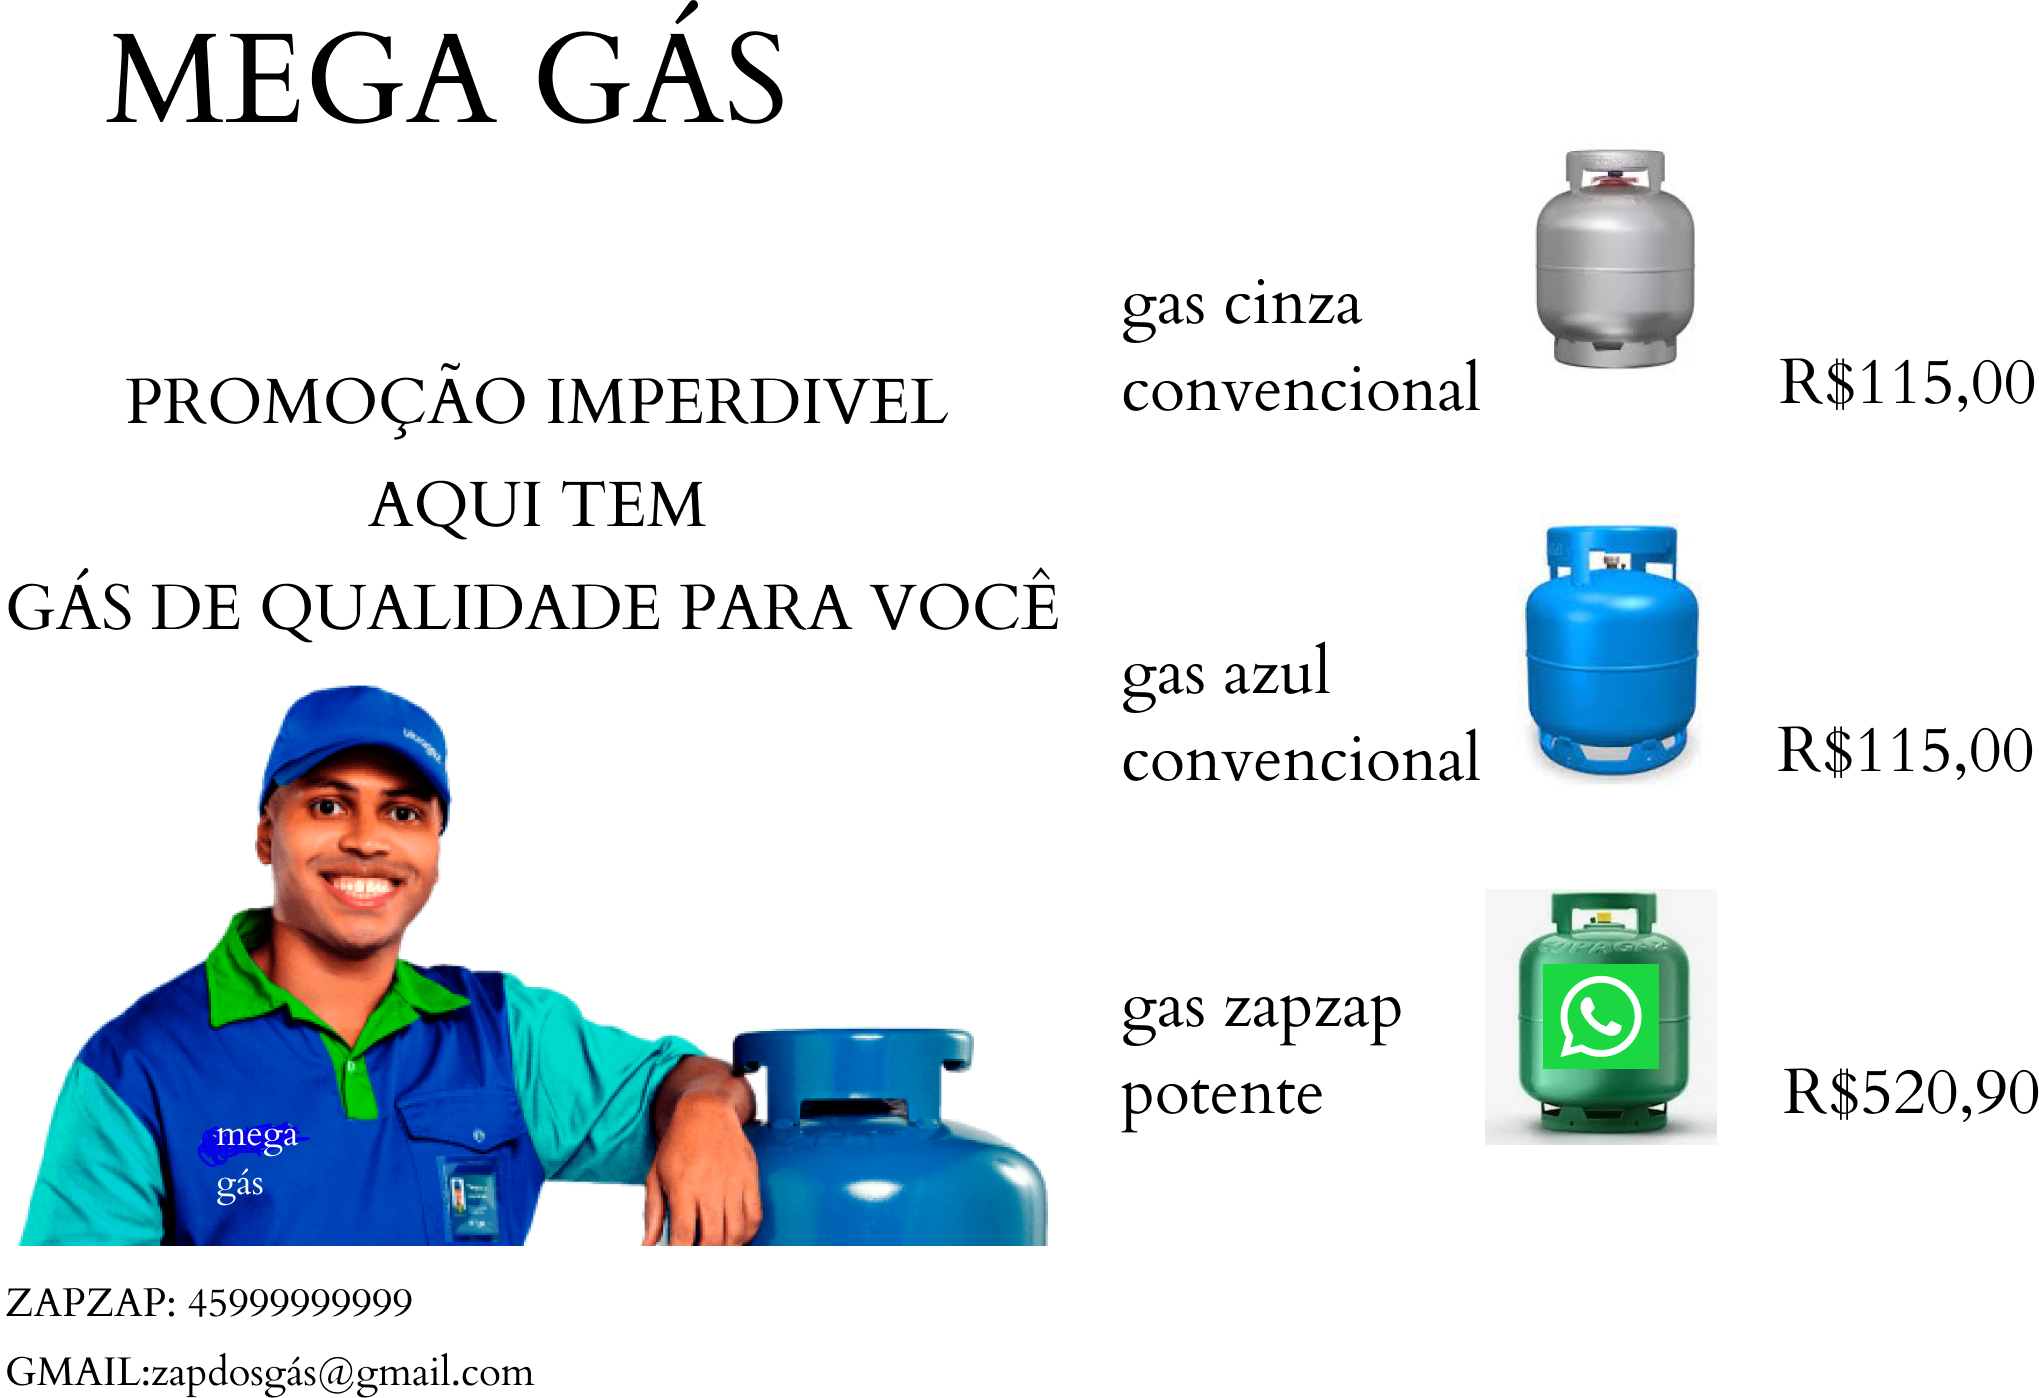 MEGA GÁS
PROMOÇÃO IMPERDIVEL
AQUI TEM
GÁS DE QUALIDADE PARA VOCÊ
gas cinza
convencional
R$115,00
gas azul
convencional
R$115,00
gas zapzap
potente
R$520,90
mega
gás
ZAPZAP: 45999999999
GMAIL:zapdosgás@gmail.com